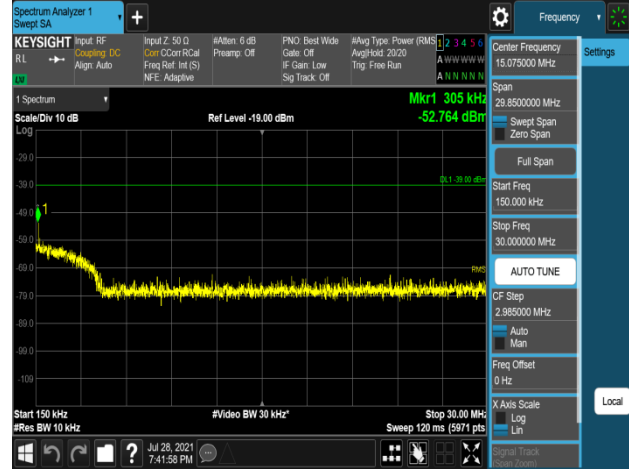 Spectrum Analyzer 1
Swept SA
Frequency
KEYSIGHT
RL
Input: RF
Coupling: DC
Align: Auto
Input Z: 50 Ω
Corr CCorr RCal
Freq Ref: Int (S)
NFE: Adaptive
#Atten: 6 dB
Preamp: Off
PNO: Best Wide
Gate: Off
IF Gain: Low
Sig Track: Off
#Avg Type: Power (RMS
Avg|Hold: 20/20
Trig: Free Run
1 2 3 4 5 6
A W W W W W
A N N N N N
1 Spectrum
Scale/Div 10 dB
Log
Ref Level -19.00 dBm
Mkr1 305 kHz
-52.764 dBm
-29.0
-39.0
DL1 -39.00 dBm
-49.0
1
-59.0
-69.0
RMS
-79.0
-89.0
-99.0
-109
Start 150 kHz
#Res BW 10 kHz
#Video BW 30 kHz*
Stop 30.00 MHz
Sweep 120 ms (5971 pts
?
Jul 28, 2021
7:41:58 PM
Center Frequency
15.075000 MHz
Settings
Span
29.8500000 MHz
Swept Span
Zero Span
Full Span
Start Freq
150.000 kHz
Stop Freq
30.000000 MHz
AUTO TUNE
CF Step
2.985000 MHz
Auto
Man
Freq Offset
0 Hz
X Axis Scale
Log
Lin
Local
Signal Track
(Span Zoom)